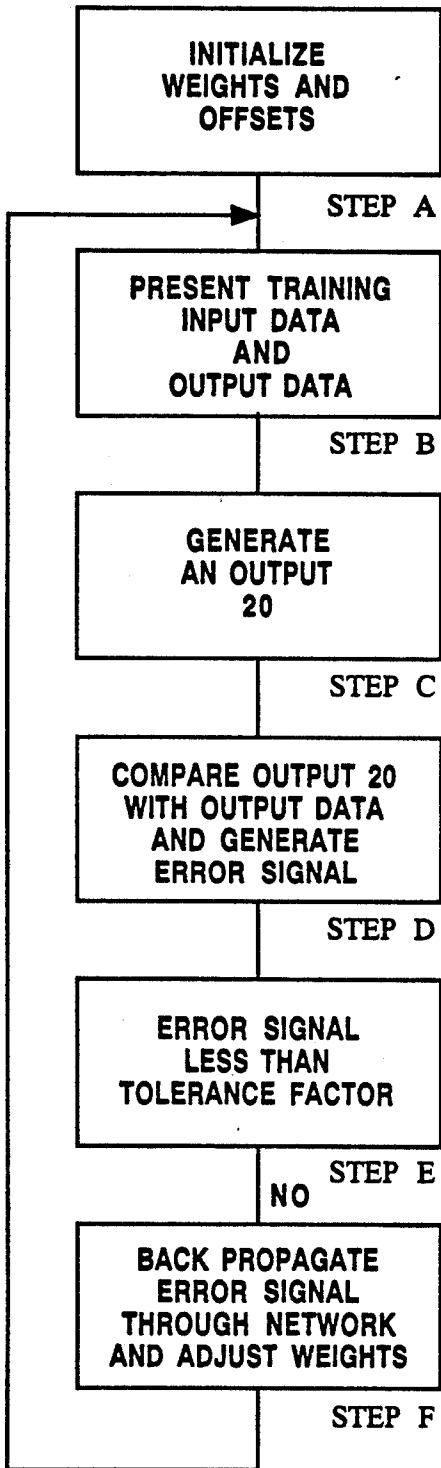 INITIALIZE
WEIGHTS AND
OFFSETS
STEP A
PRESENT TRAINING
INPUT DATA
AND
OUTPUT DATA
STEP B
GENERATE
AN OUTPUT
20
STEP C
COMPARE OUTPUT 20
WITH OUTPUT DATA
AND GENERATE
ERROR SIGNAL
STEP D
ERROR SIGNAL
LESS THAN
TOLERANCE FACTOR
STEP E
NO
BACK PROPAGATE
ERROR SIGNAL
THROUGH NETWORK
AND ADJUST WEIGHTS
STEP F